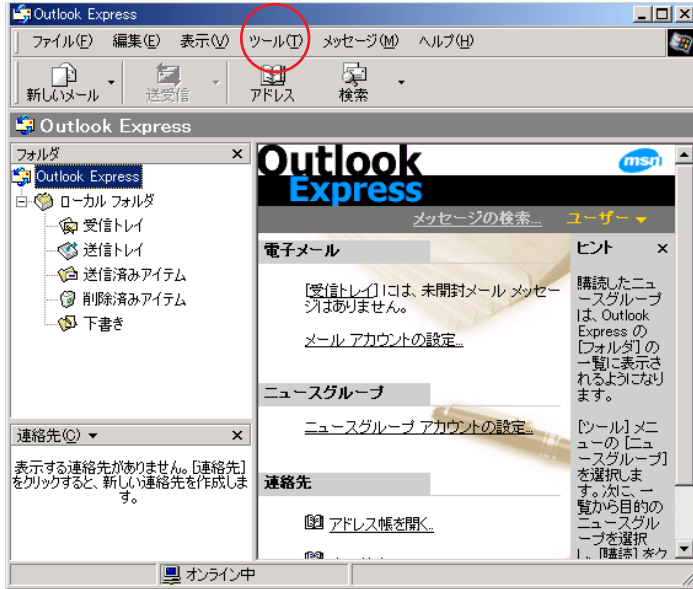 Outlook Express
ファイル(F) 編集(E) 表示(V) ツール(T) メッセージ(M) ヘルプ(H)
新しいメール 送受信 アドレス 検索
Outlook Express
フォルダ ×
Outlook Express
ローカル フォルダ
受信トレイ
送信トレイ
送信済みアイテム
削除済みアイテム
下書き
連絡先(C) ×
表示する連絡先がありません。[連絡先]
をクリックすると、新しい連絡先を作成しま
す。
Outlook
Express
msn
メッセージの検索... ユーザー
電子メール
[受信トレイ] には、未開封メール メッセー
ジはありません。
メール アカウントの設定...
ニュースグループ
ニュースグループ アカウントの設定...
連絡先
アドレス帳を開く...
ヒント ×
購読したニュ
ースグループ
は、Outlook
Express の
[フォルダ] の
一覧に表示さ
れるようになり
ます。
[ツール] メニ
ューの [ニュ
ースグループ]
を選択しま
す。次に、一
覧から目的の
ニュースグル
ープを選択
し、[購読] をク
オンライン中